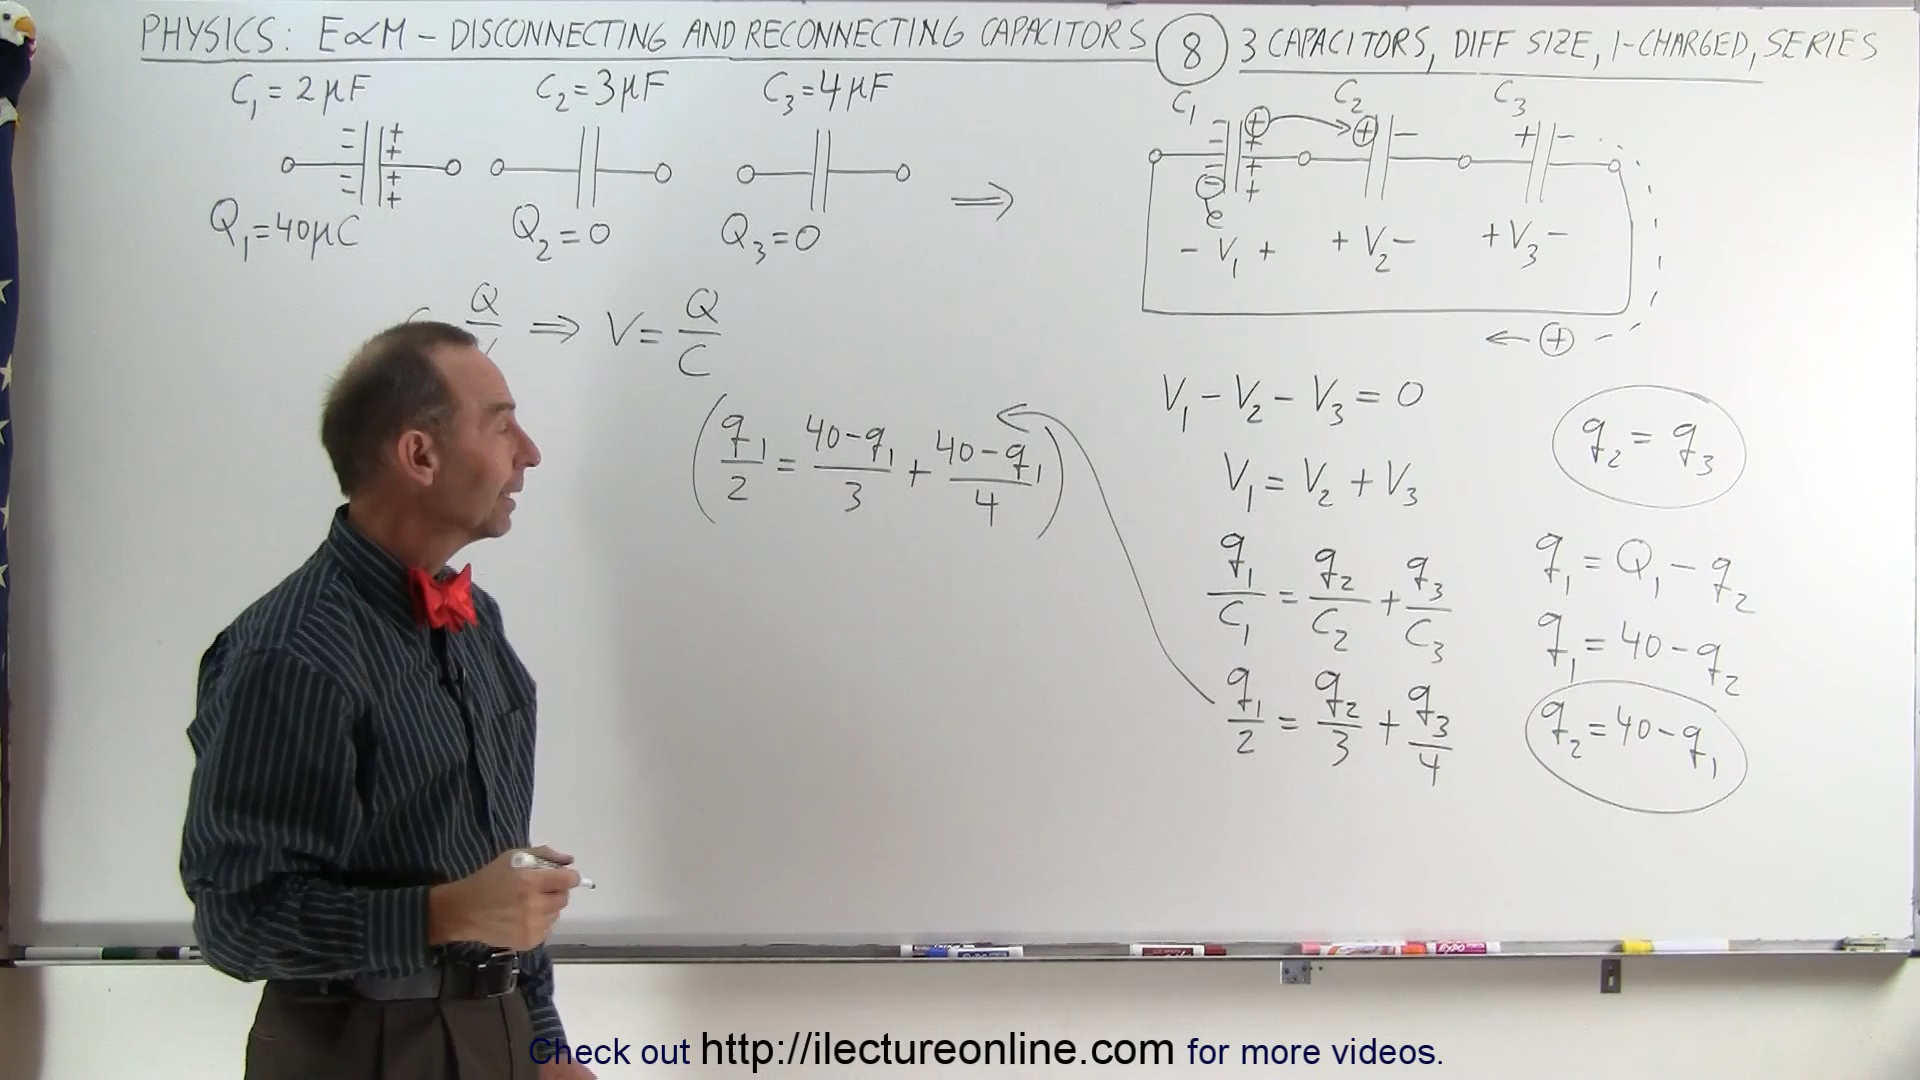 PHYSICS: E∝M – DISCONNECTING AND RECONNECTING CAPACITORS ⑧ 3 CAPACITORS, DIFF SIZE, 1-CHARGED, SERIES
C₁ = 2μF C₂ = 3μF C₃ = 4μF
Q₁ = 40μC Q₂ = 0 Q₃ = 0
⇒
C₁ C₂ C₃
− V₁ + + V₂ − + V₃ −
e
Q ⇒ V = Q/C
(q₁/2 = (40−q₁)/3 + (40−q₁)/4)
V₁ − V₂ − V₃ = 0
V₁ = V₂ + V₃
q₁/C₁ = q₂/C₂ + q₃/C₃
q₁/2 = q₂/3 + q₃/4
q₂ = q₃
q₁ = Q₁ − q₂
q₁ = 40 − q₂
q₂ = 40 − q₁
EXPO
Check out http://ilectureonline.com for more videos.